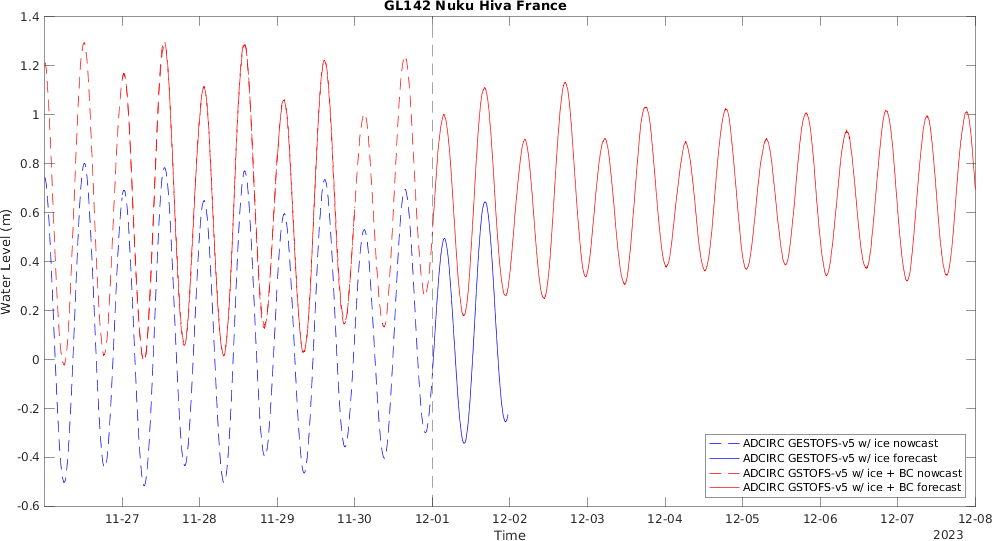 GL142 Nuku Hiva France
1.4
1.2
1
0.8
0.6
0.4
0.2
0
-0.2
-0.4
-0.6
Water Level (m)
ADCIRC GESTOFS-v5 w/ ice nowcast
ADCIRC GESTOFS-v5 w/ ice forecast
ADCIRC GSTOFS-v5 w/ ice + BC nowcast
ADCIRC GSTOFS-v5 w/ ice + BC forecast
11-27 11-28 11-29 11-30 12-01 12-02 12-03 12-04 12-05 12-06 12-07 12-08
Time
2023